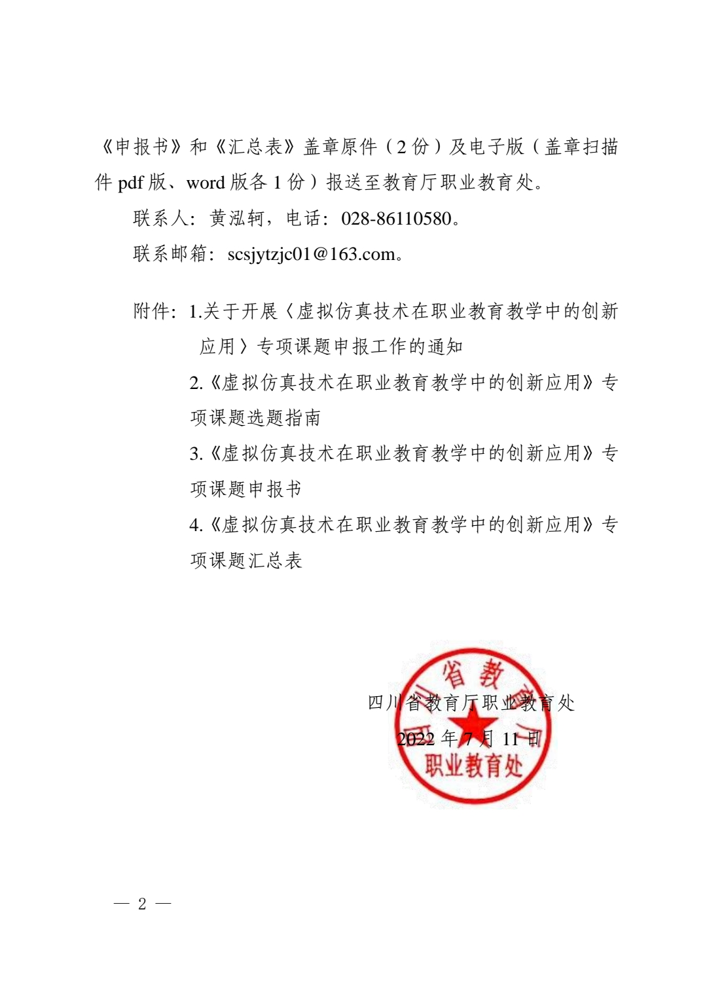 《申报书》和《汇总表》盖章原件（2 份）及电子版（盖章扫描
件 pdf 版、word 版各 1 份）报送至教育厅职业教育处。
联系人：黄泓轲，电话：028-86110580。
联系邮箱：scsjytzjc01@163.com。
附件：1.关于开展〈虚拟仿真技术在职业教育教学中的创新
应用〉专项课题申报工作的通知
2.《虚拟仿真技术在职业教育教学中的创新应用》专
项课题选题指南
3.《虚拟仿真技术在职业教育教学中的创新应用》专
项课题申报书
4.《虚拟仿真技术在职业教育教学中的创新应用》专
项课题汇总表
四川省教育厅职业教育处
2022 年 7 月 11 日
四川省教育厅
职业教育处
— 2 —